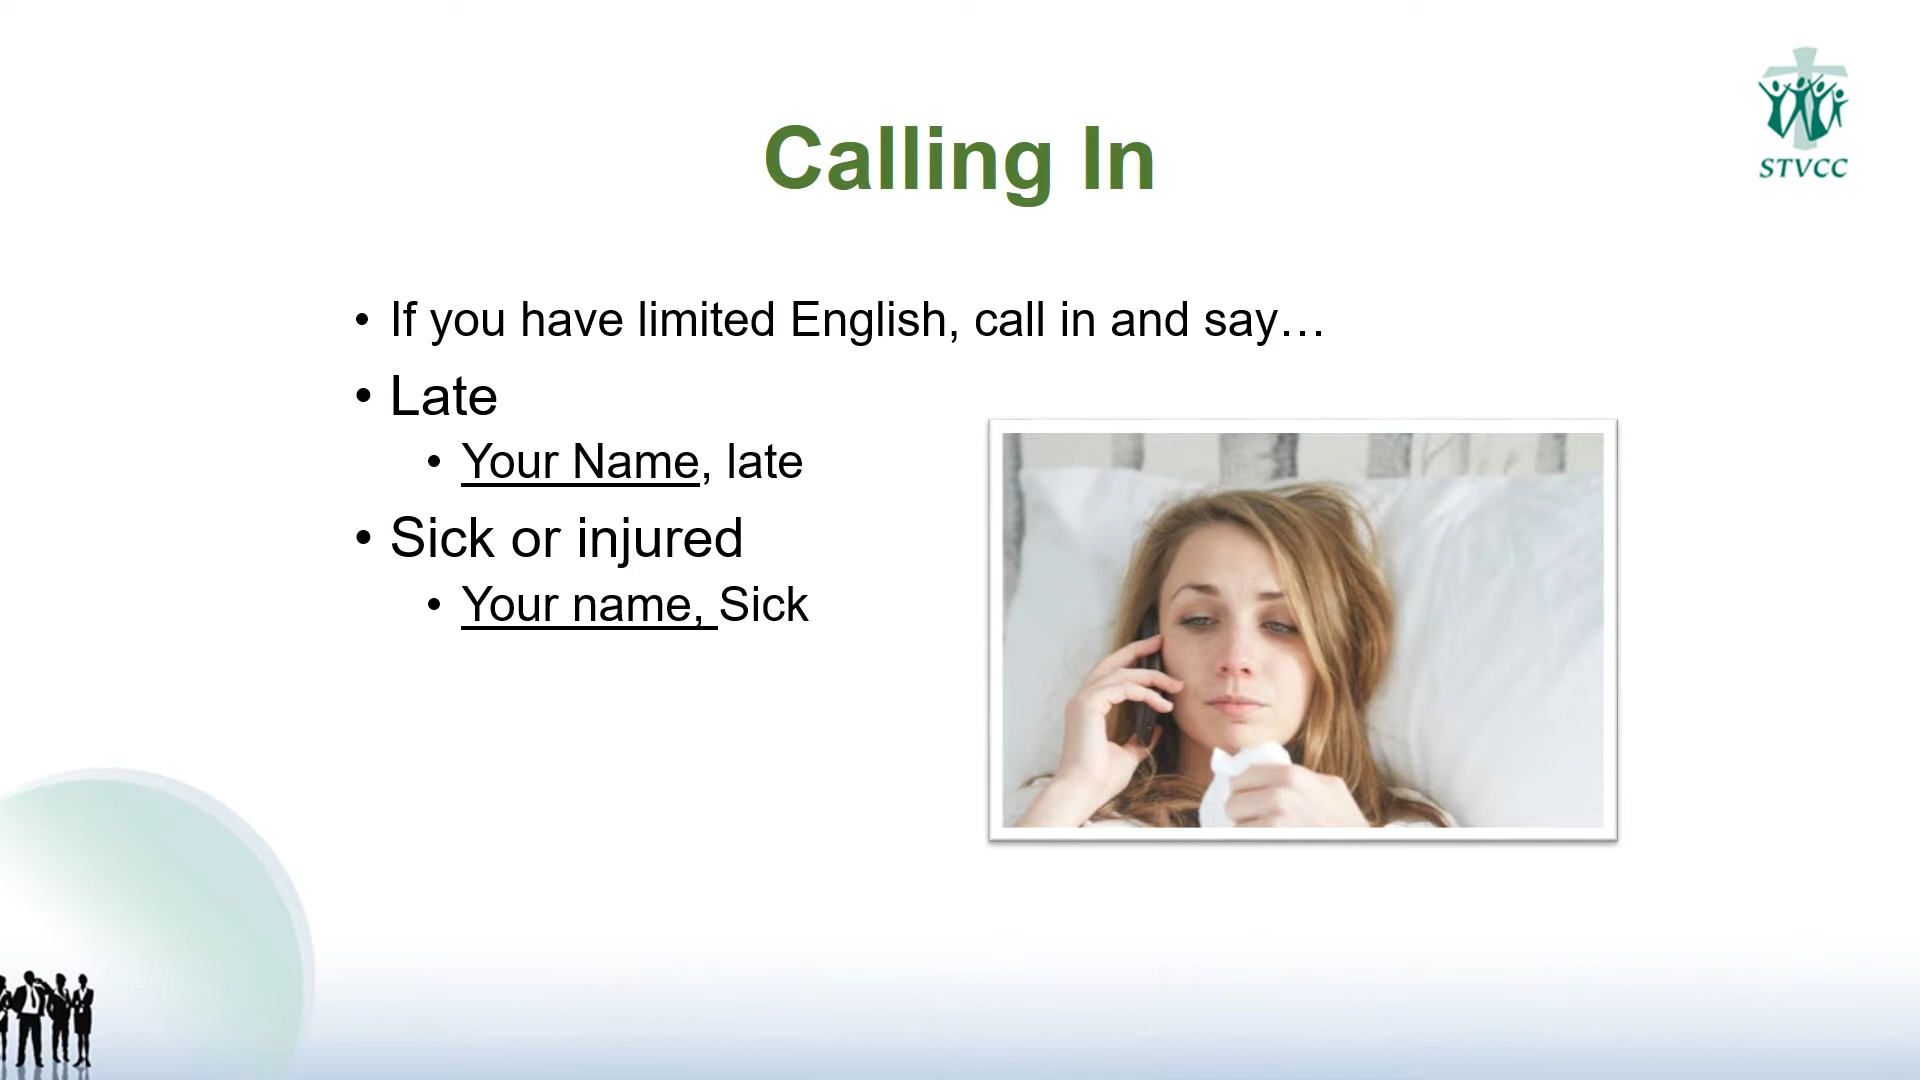 STVCC
Calling In
• If you have limited English, call in and say…
• Late
• Your Name, late
• Sick or injured
• Your name, Sick